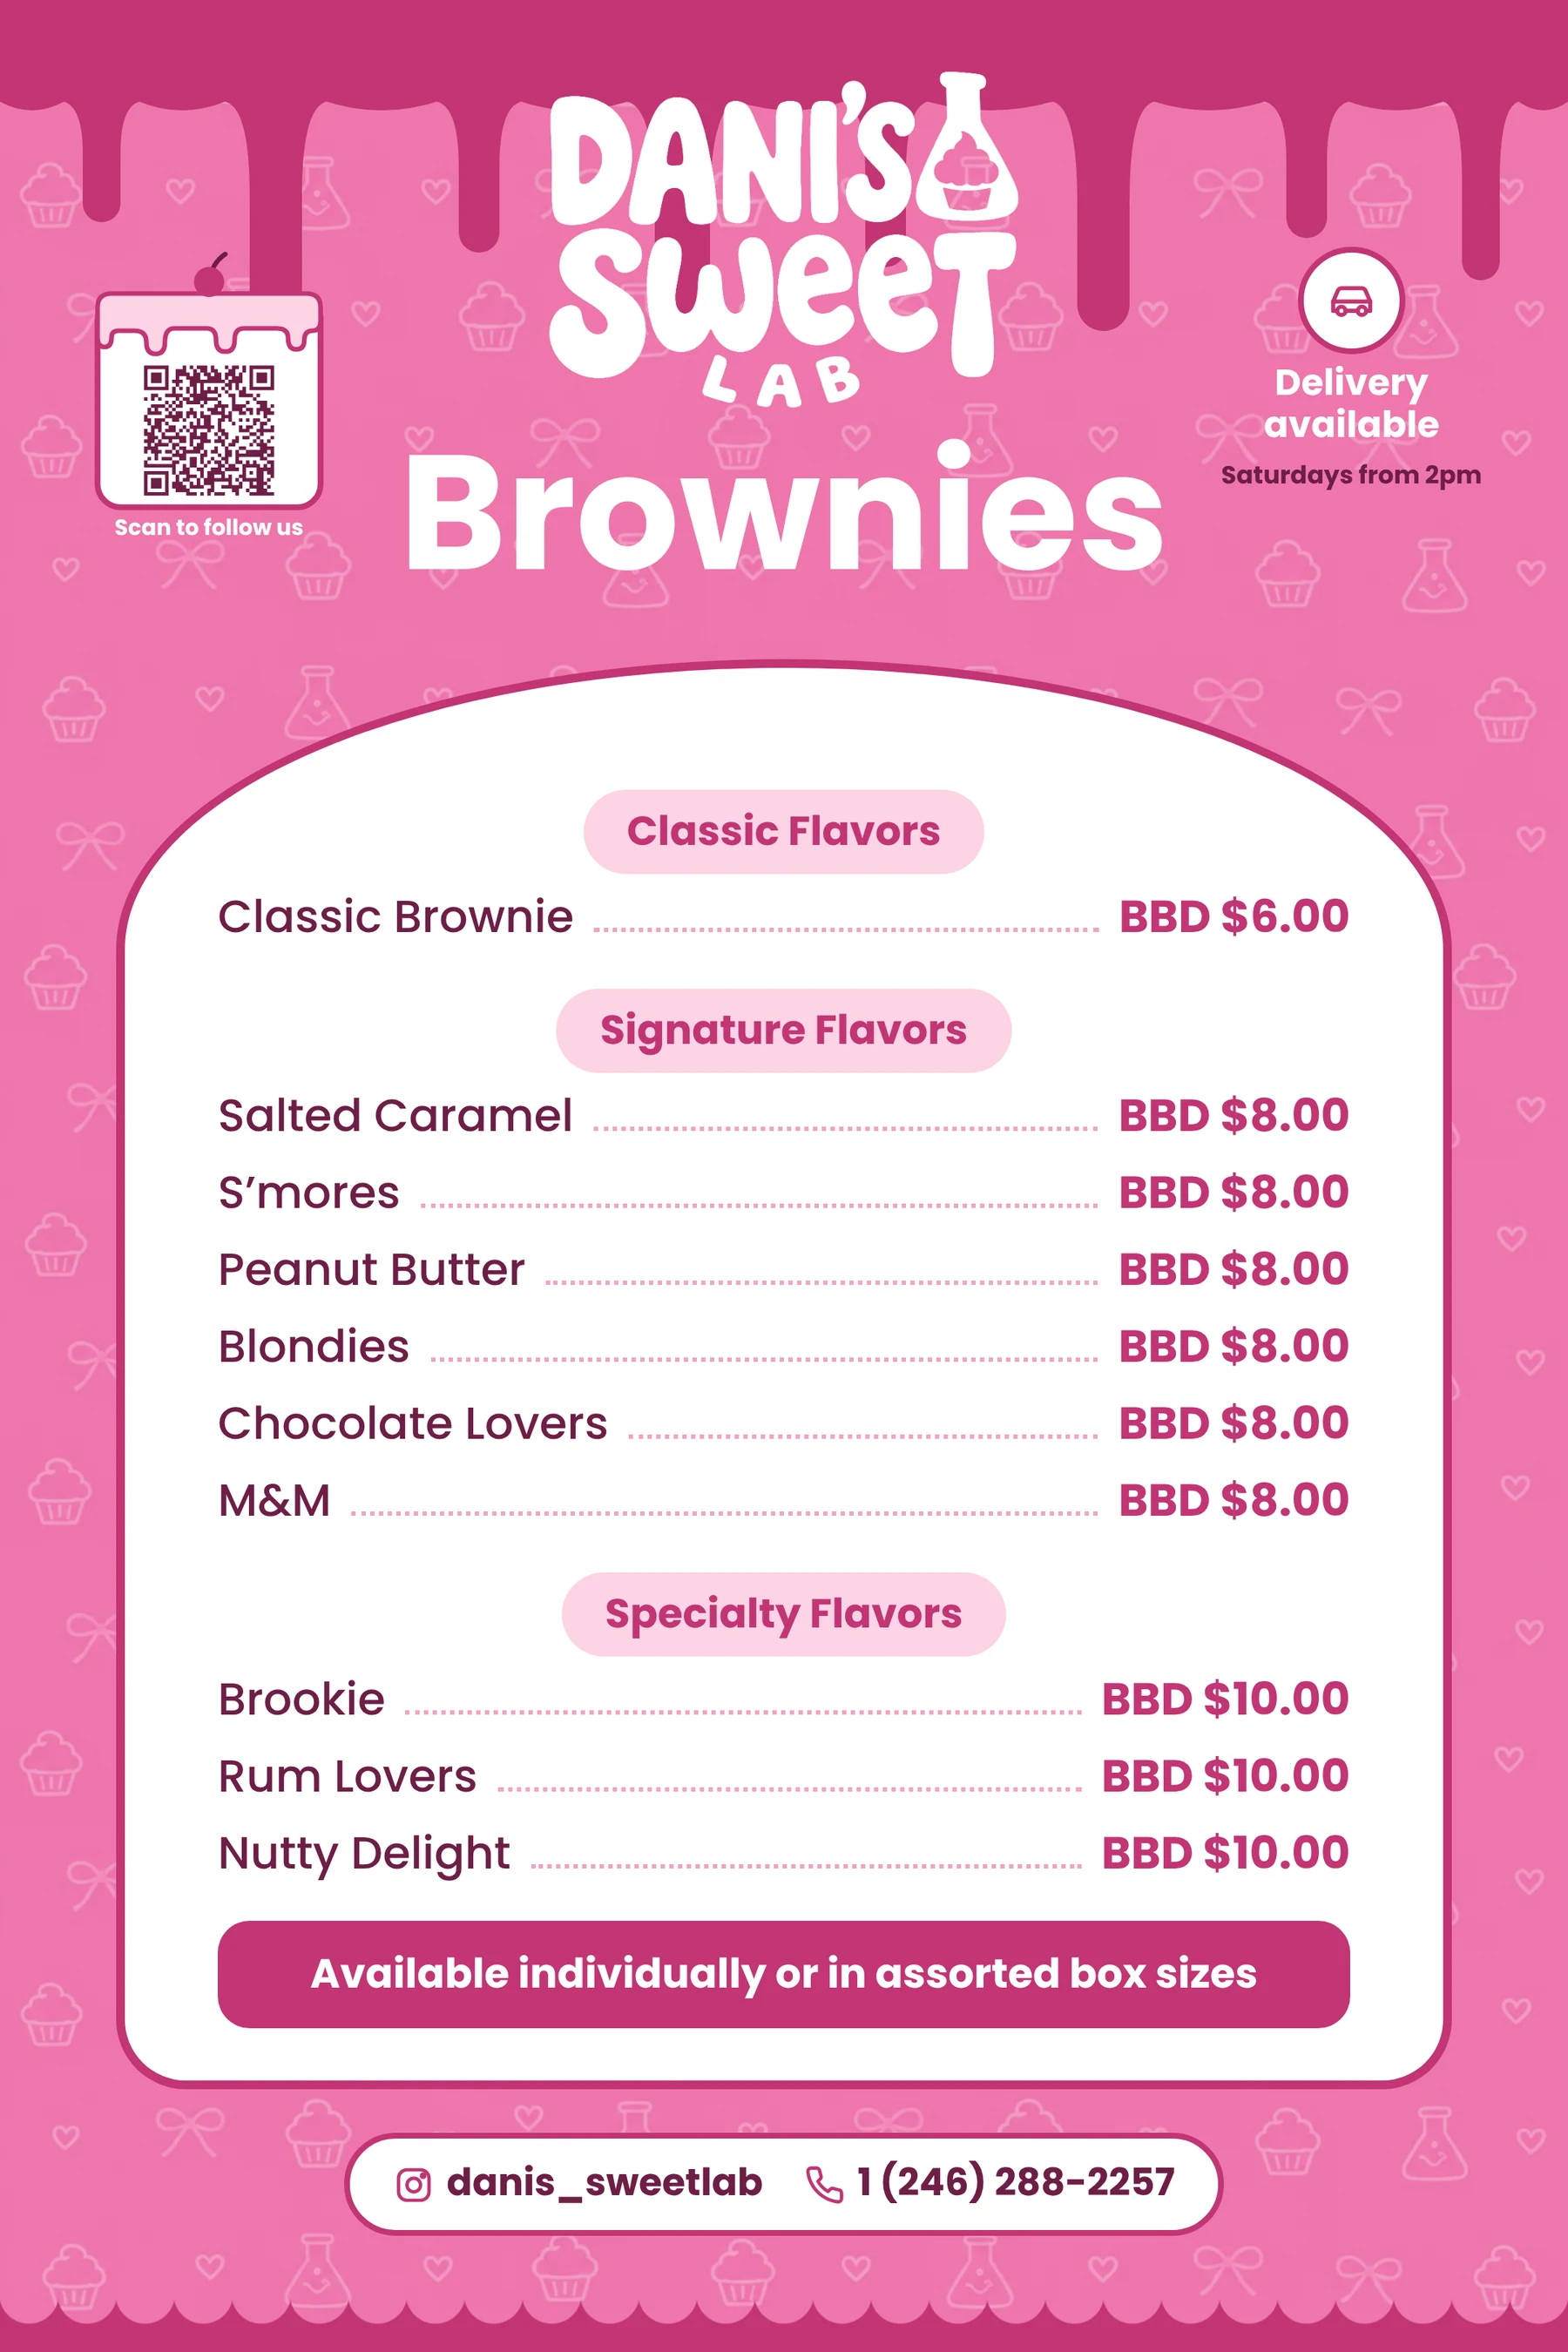 DANI'S
SWEET
LAB
Scan to follow us
Delivery
available
Saturdays from 2pm
Brownies
Classic Flavors
Classic Brownie BBD $6.00
Signature Flavors
Salted Caramel BBD $8.00
S’mores BBD $8.00
Peanut Butter BBD $8.00
Blondies BBD $8.00
Chocolate Lovers BBD $8.00
M&M BBD $8.00
Specialty Flavors
Brookie BBD $10.00
Rum Lovers BBD $10.00
Nutty Delight BBD $10.00
Available individually or in assorted box sizes
danis_sweetlab 1 (246) 288-2257